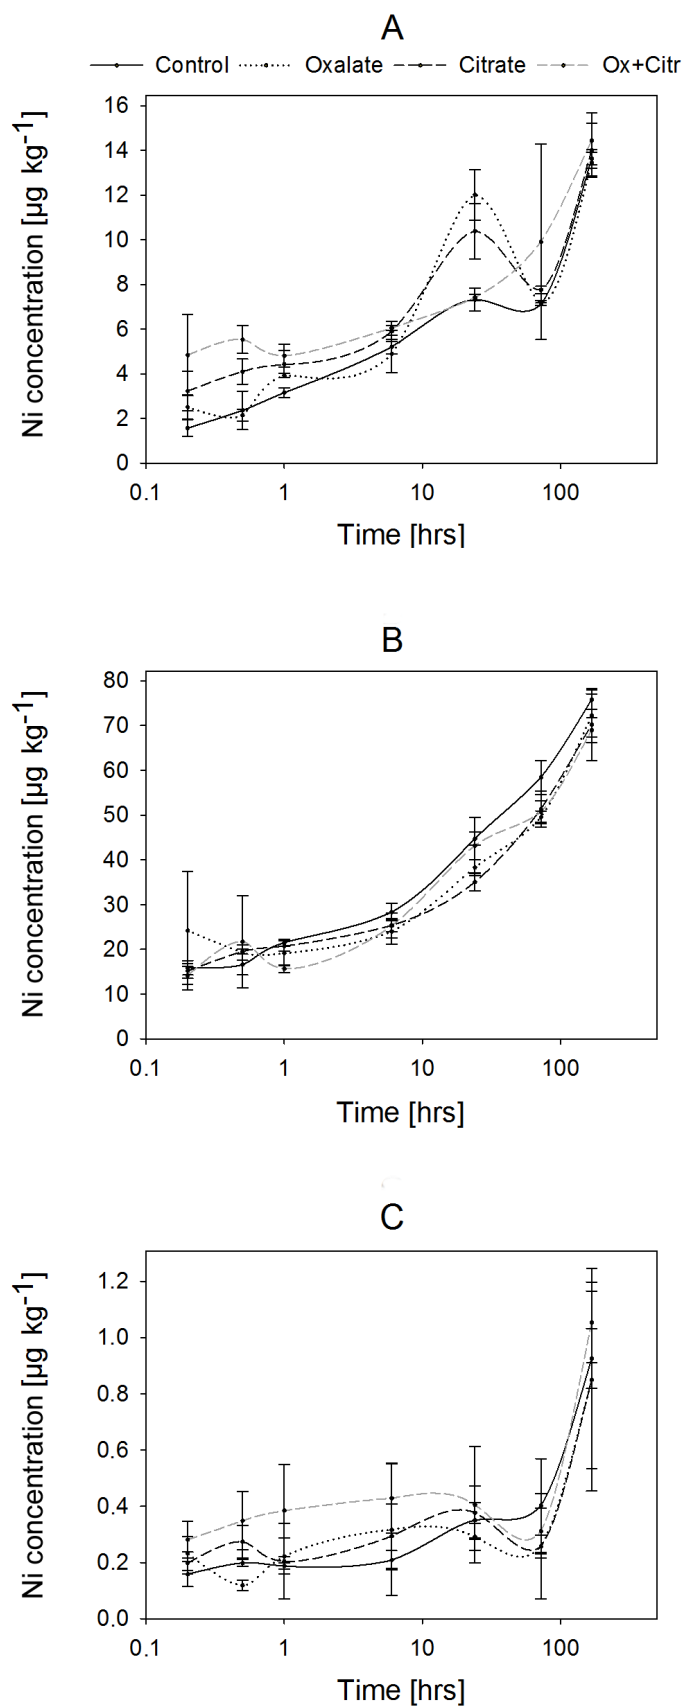 A
Control Oxalate Citrate Ox+Citr
16
14
12
10
8
6
4
2
0
Ni concentration [µg kg-1]
0.1 1 10 100
Time [hrs]
B
80
70
60
50
40
30
20
10
0
Ni concentration [µg kg-1]
0.1 1 10 100
Time [hrs]
C
1.2
1.0
0.8
0.6
0.4
0.2
0.0
Ni concentration [µg kg-1]
0.1 1 10 100
Time [hrs]